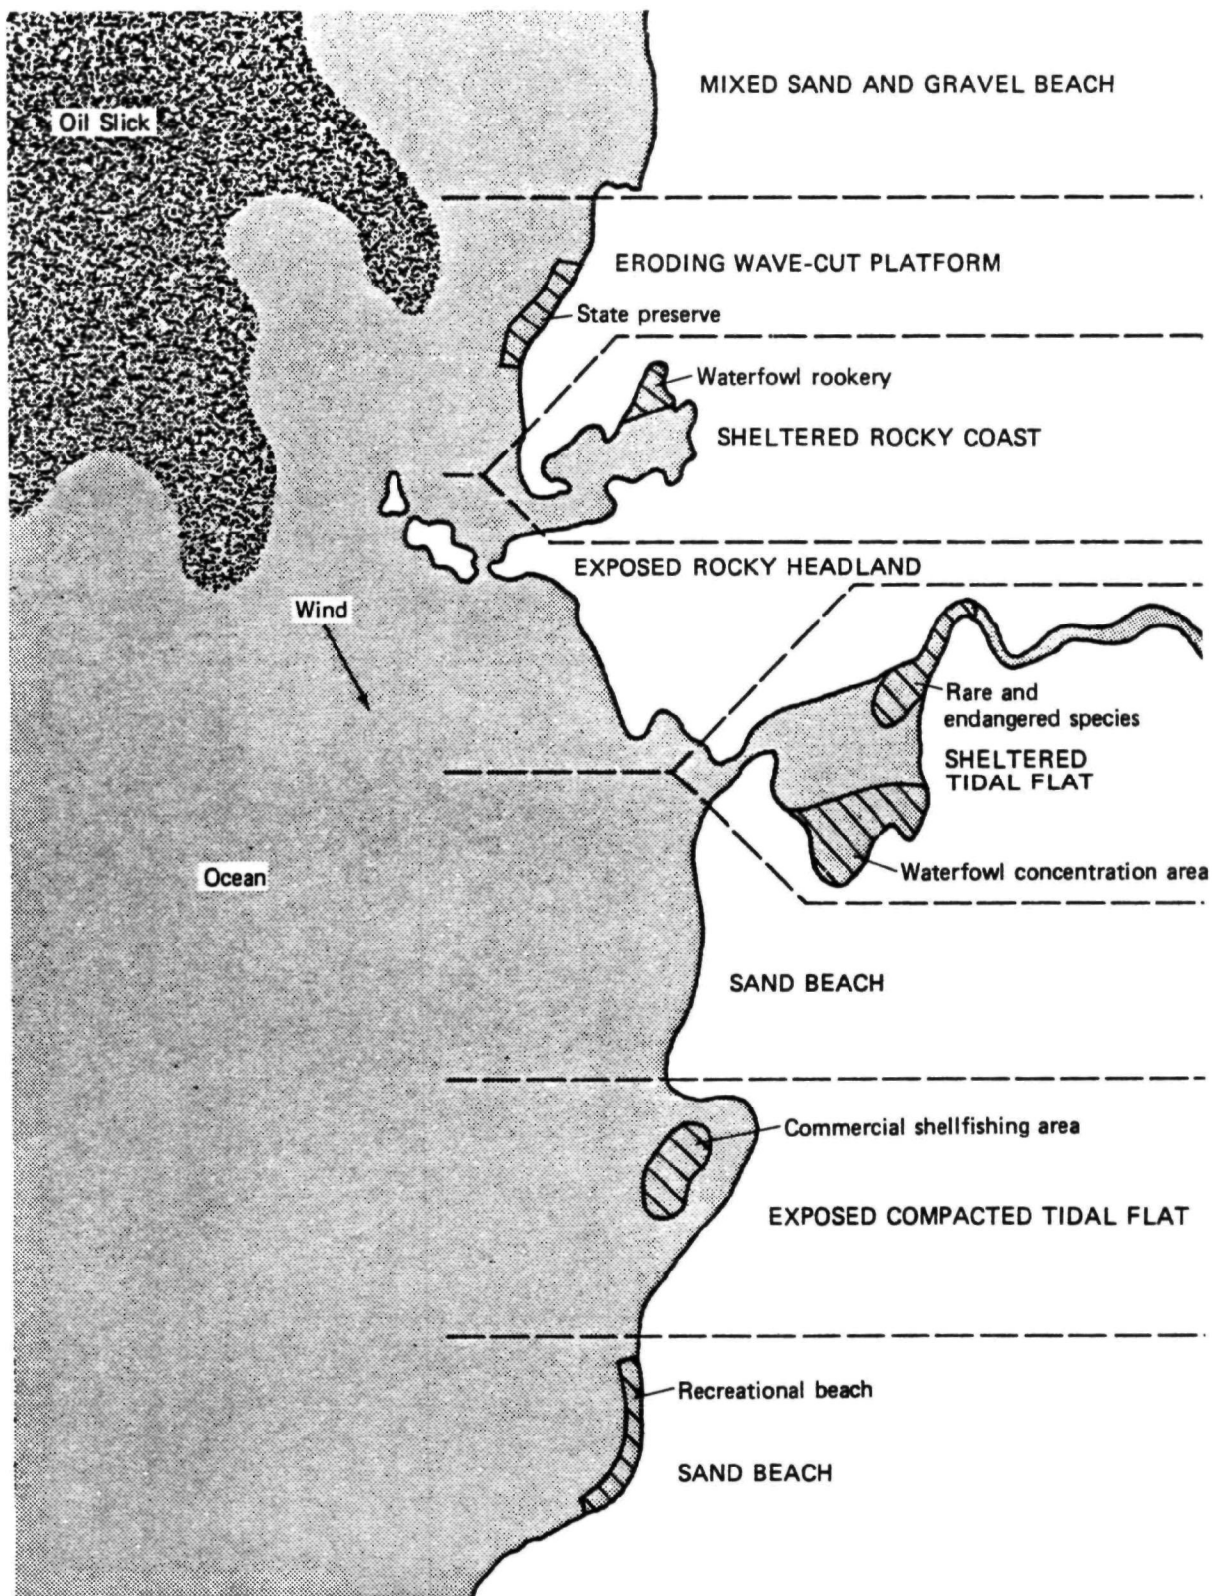 MIXED SAND AND GRAVEL BEACH
Oil Slick
ERODING WAVE-CUT PLATFORM
State preserve
Waterfowl rookery
SHELTERED ROCKY COAST
EXPOSED ROCKY HEADLAND
Wind
Rare and
endangered species
SHELTERED
TIDAL FLAT
Waterfowl concentration area
Ocean
SAND BEACH
Commercial shellfishing area
EXPOSED COMPACTED TIDAL FLAT
Recreational beach
SAND BEACH